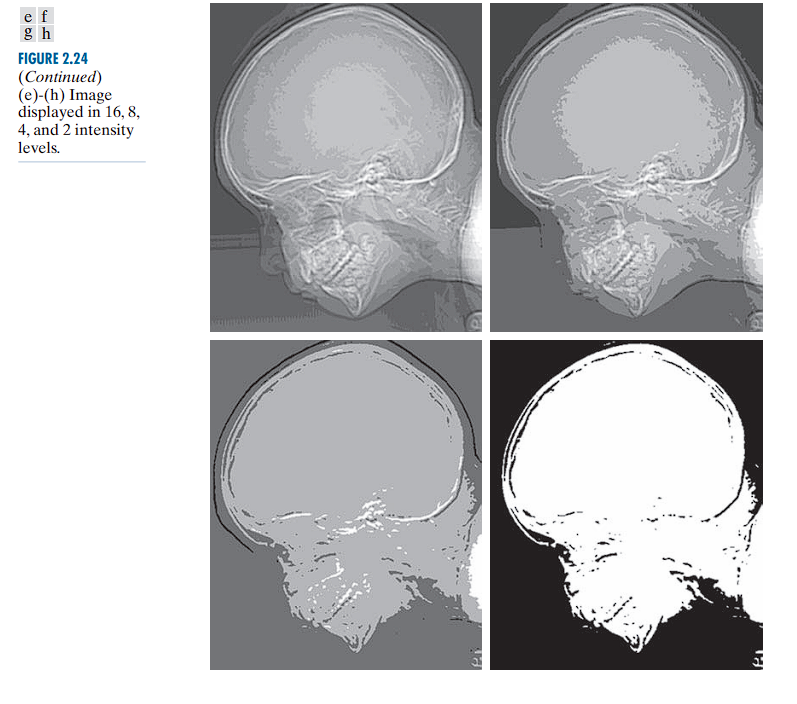 e f
g h
FIGURE 2.24
(Continued)
(e)-(h) Image
displayed in 16, 8,
4, and 2 intensity
levels.